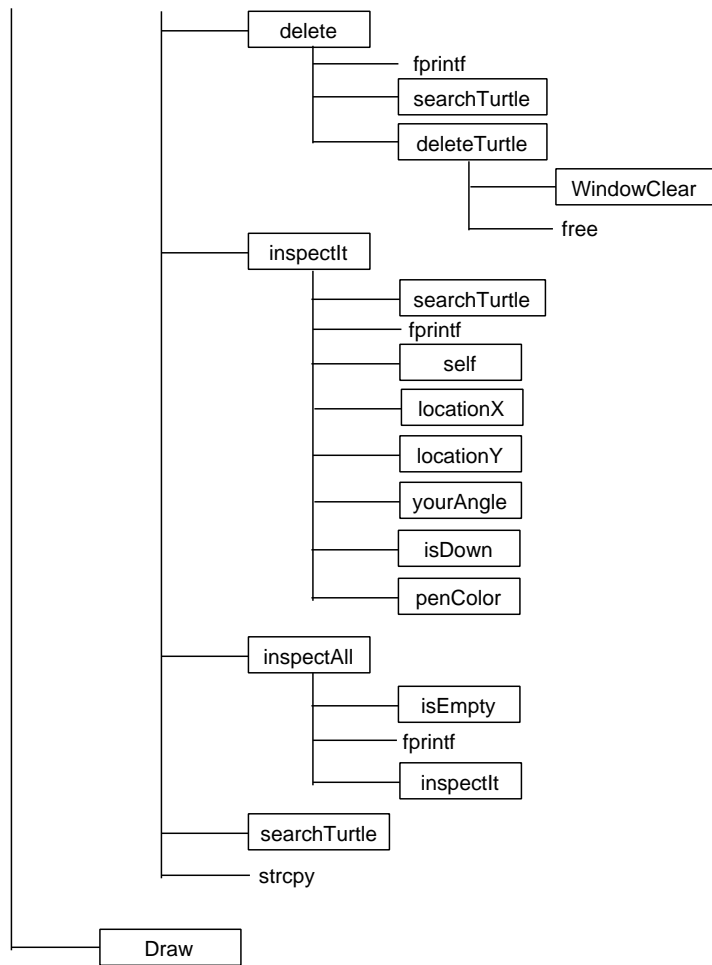 delete
fprintf
searchTurtle
deleteTurtle
WindowClear
free
inspectIt
searchTurtle
fprintf
self
locationX
locationY
yourAngle
isDown
penColor
inspectAll
isEmpty
fprintf
inspectIt
searchTurtle
strcpy
Draw